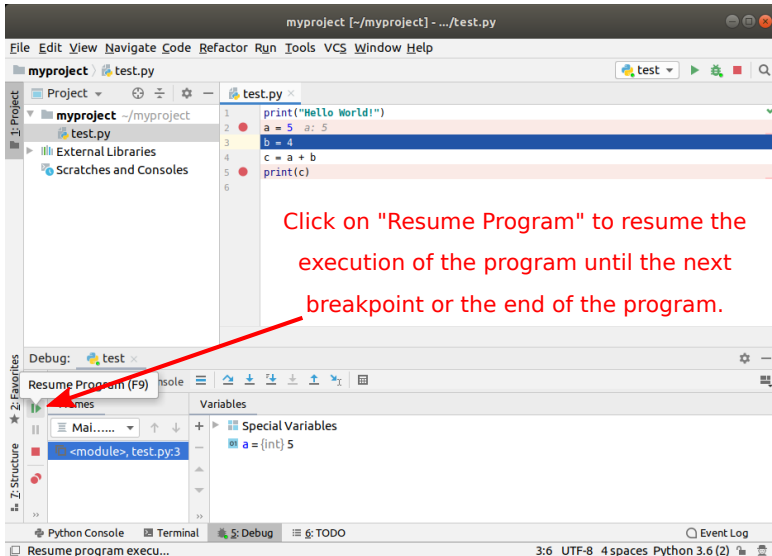 myproject [~/myproject] - .../test.py
File Edit View Navigate Code Refactor Run Tools VCS Window Help
myproject test.py test
1: Project
Project
test.py
myproject ~/myproject
test.py
External Libraries
Scratches and Consoles
1 print("Hello World!")
2 a = 5 a: 5
3 b = 4
4 c = a + b
5 print(c)
6
Click on "Resume Program" to resume the
execution of the program until the next
breakpoint or the end of the program.
2: Favorites
Z: Structure
Debug: test
Resume Program (F9) nsole
Variables
Mai...... 
<module>, test.py:3
Special Variables
01 a = {int} 5
Python Console Terminal 5: Debug 6: TODO Event Log
Resume program execu... 3:6 UTF-8 4 spaces Python 3.6 (2)